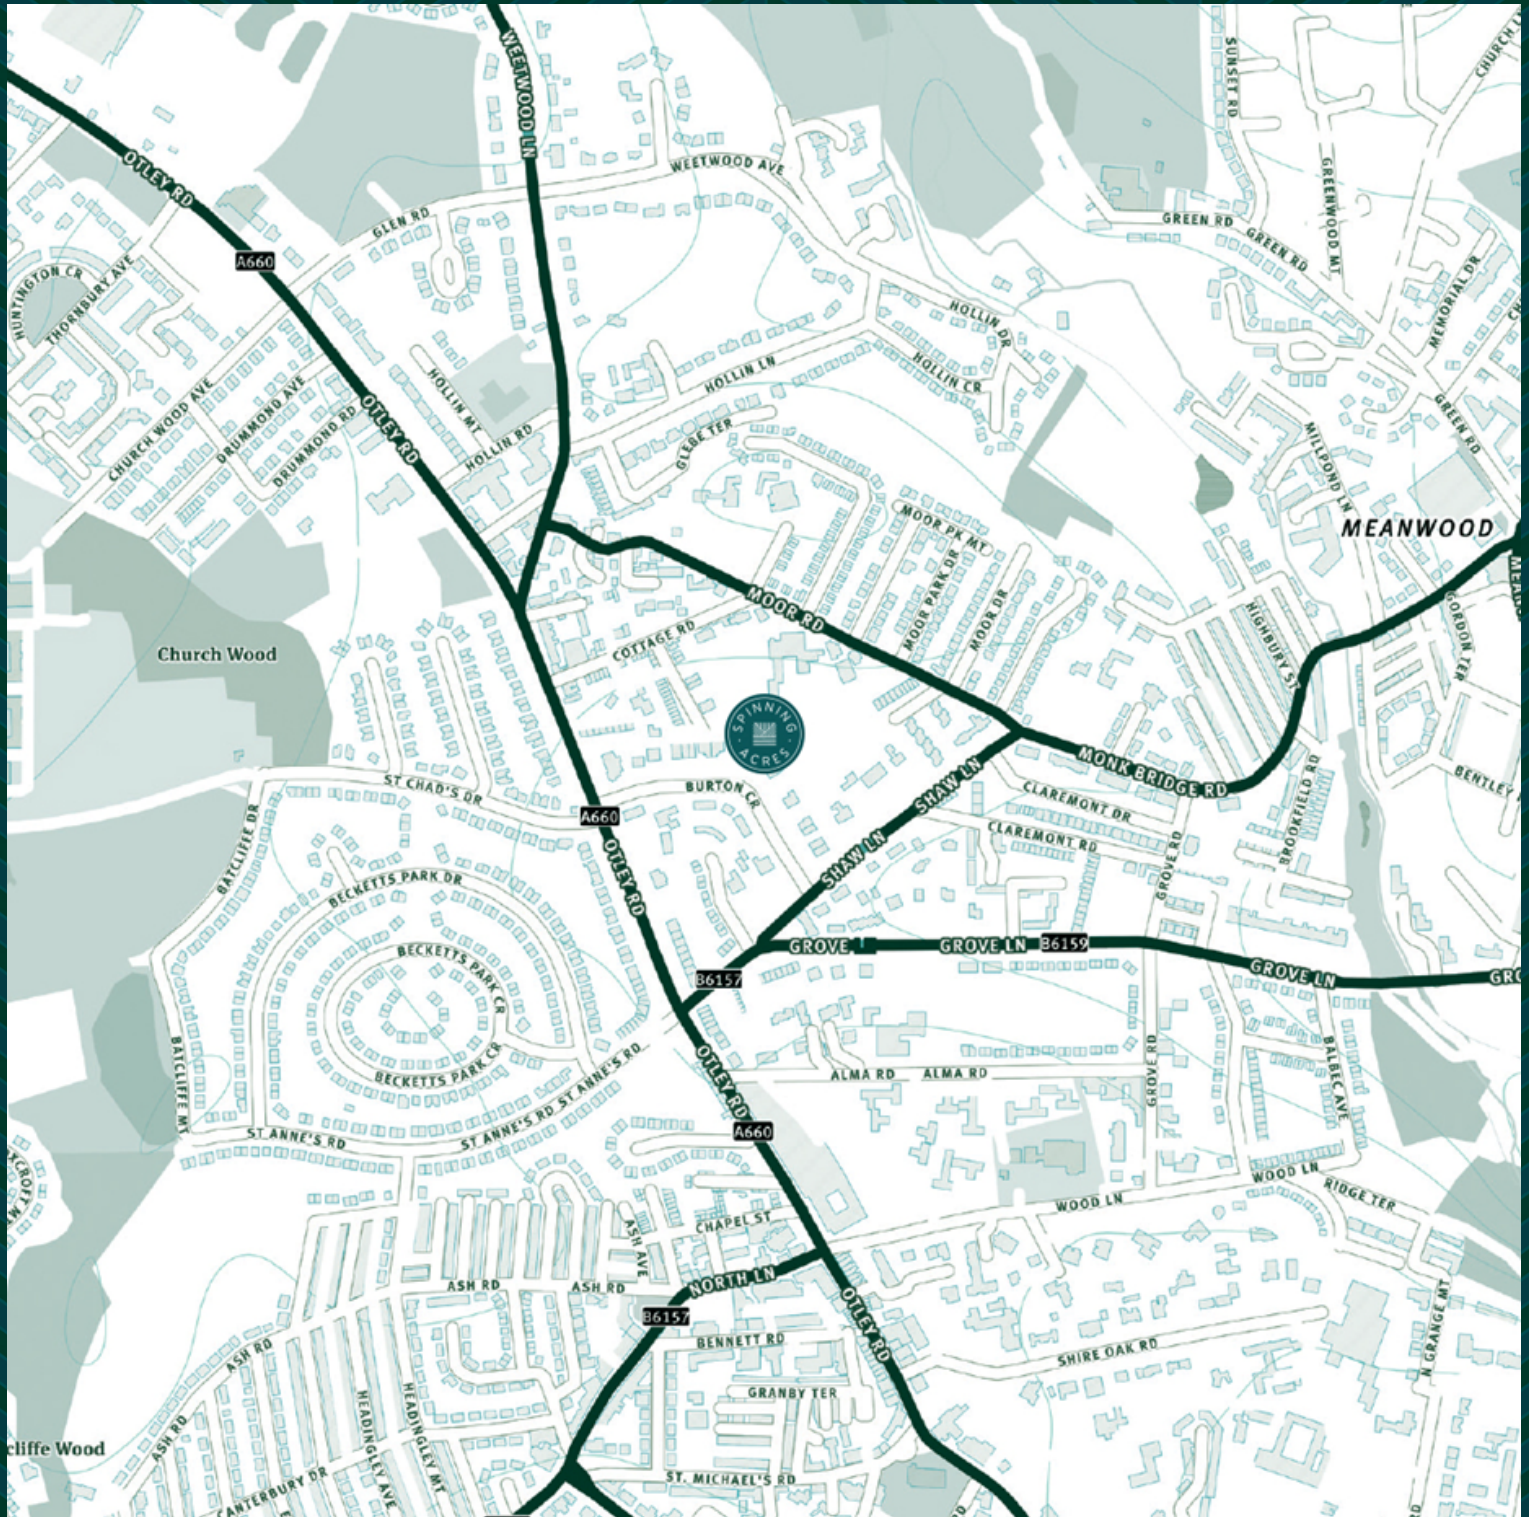 WEETWOOD LN
OTLEY RD
A660
GLEN RD
WEETWOOD AVE
SUNSET RD
GREENWOOD MT
GREEN RD
GREEN RD
MEMORIAL DR
HUNTINGTON CR
THORNBURY AVE
HOLLIN DR
HOLLIN CR
HOLLIN LN
HOLLIN MT
HOLLIN RD
CHURCH WOOD AVE
DRUMMOND AVE
DRUMMOND RD
OTLEY RD
GLEBE TER
GREEN RD
MILLPOND LN
MEANWOOD
MOOR PK MT
MOOR PARK DR
MOOR DR
MOOR RD
COTTAGE RD
HIGHBURY ST
GORDON TER
Church Wood
SPINNING
ACRES
MONK BRIDGE RD
SHAW LN
SHAW LN
BURTON CR
ST CHAD'S DR
A660
OTLEY RD
CLAREMONT DR
CLAREMONT RD
GROVE RD
BROOKFIELD RD
BENTLEY
BATCLIFFE DR
BECKETTS PARK DR
BECKETTS PARK CR
BECKETTS PARK CR
GROVE
GROVE LN
B6159
GROVE LN
B6157
BATCLIFFE MT
ST ANNE'S RD
ST ANNE'S RD
ST ANNE'S RD
OTLEY RD
A660
ALMA RD
ALMA RD
GROVE RD
BALBEC AVE
WOOD LN
WOOD LN
RIDGE TER
CHAPEL ST
ASH AVE
ASH RD
ASH RD
NORTH LN
B6157
OTLEY RD
BENNETT RD
GRANBY TER
SHIRE OAK RD
N GRANGE MT
ASH RD
ASH RD
HEADINGLEY AVE
HEADINGLEY MT
cliffe Wood
CANTERBURY DR
ST. MICHAEL'S RD